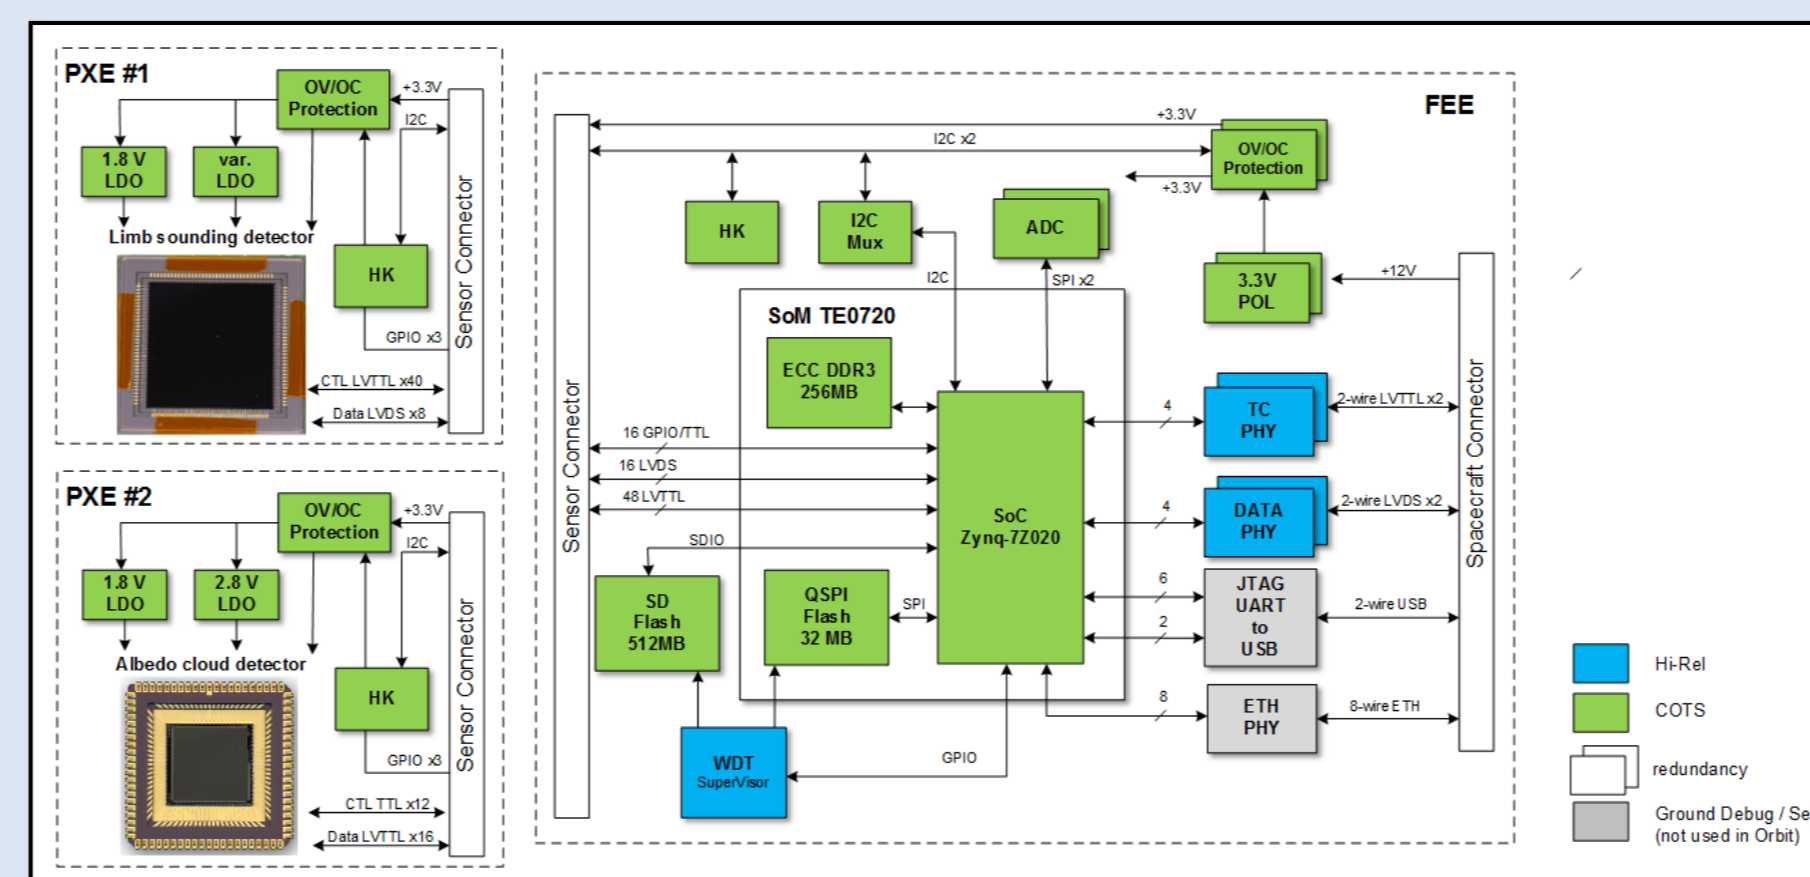 PXE #1
OV/OC
Protection
+3.3V
I2C
1.8 V
LDO
var.
LDO
Limb sounding detector
HK
GPIO x3
CTL LVTTL x40
Data LVDS x8
Sensor Connector
PXE #2
OV/OC
Protection
+3.3V
I2C
1.8 V
LDO
2.8 V
LDO
Albedo cloud detector
HK
GPIO x3
CTL TTL x12
Data LVTTL x16
Sensor Connector
FEE
Sensor Connector
+3.3V
I2C x2
OV/OC
Protection
+3.3V
HK
I2C
Mux
ADC
I2C
SPI x2
3.3V
POL
+12V
SoM TE0720
ECC DDR3
256MB
16 GPIO/TTL
16 LVDS
48 LVTTL
SoC
Zynq-7Z020
4
TC
PHY
2-wire LVTTL x2
4
DATA
PHY
2-wire LVDS x2
SDIO
SD
Flash
512MB
QSPI
Flash
32 MB
SPI
6
2
JTAG
UART
to
USB
2-wire USB
8
ETH
PHY
8-wire ETH
WDT
SuperVisor
GPIO
Spacecraft Connector
Hi-Rel
COTS
redundancy
Ground Debug / Se
(not used in Orbit)